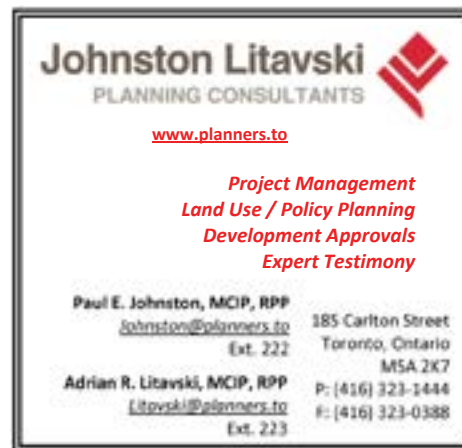 Johnston Litavski
PLANNING CONSULTANTS
www.planners.to
Project Management
Land Use / Policy Planning
Development Approvals
Expert Testimony
Paul E. Johnston, MCIP, RPP
Johnston@planners.to
Ext. 222
Adrian R. Litavski, MCIP, RPP
Litavski@planners.to
Ext. 223
185 Carlton Street
Toronto, Ontario
M5A 2K7
P: (416) 323-1444
F: (416) 323-0388